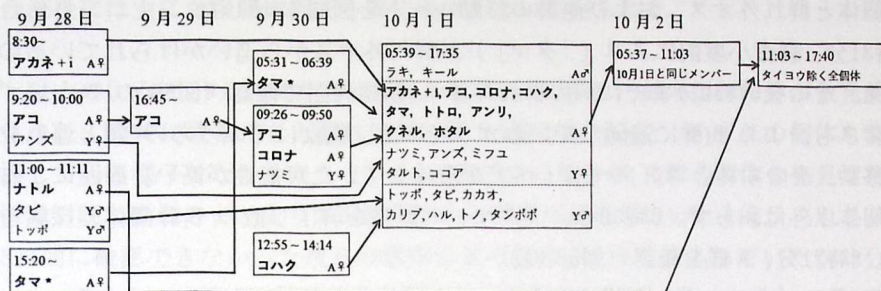 9月28日
9月29日
9月30日
10月1日
10月2日
8:30~
アカネ+i A♀
9:20~10:00
アコ A♀
アンズ Y♀
11:00~11:11
ナトル A♀
タビ Y♂
トッポ Y♂
15:20~
タマ* A♀
16:45~
アコ A♀
05:31~06:39
タマ* A♀
09:26~09:50
アコ
コロナ A♀
ナツミ Y♀
12:55~14:14
コハク A♀
05:39~17:35
ラキ, キール A♂
アカネ+i, アコ, コロナ, コハク,
タマ, トトロ, アンリ,
クネル, ホタル A♀
ナツミ, アンズ, ミフユ
タルト, ココア Y♀
トッポ, タビ, カカオ,
カリブ, ハル, トノ, タンポポ Y♂
05:37~11:03
10月1日と同じメンバー
11:03~17:40
タイヨウ除く全個体